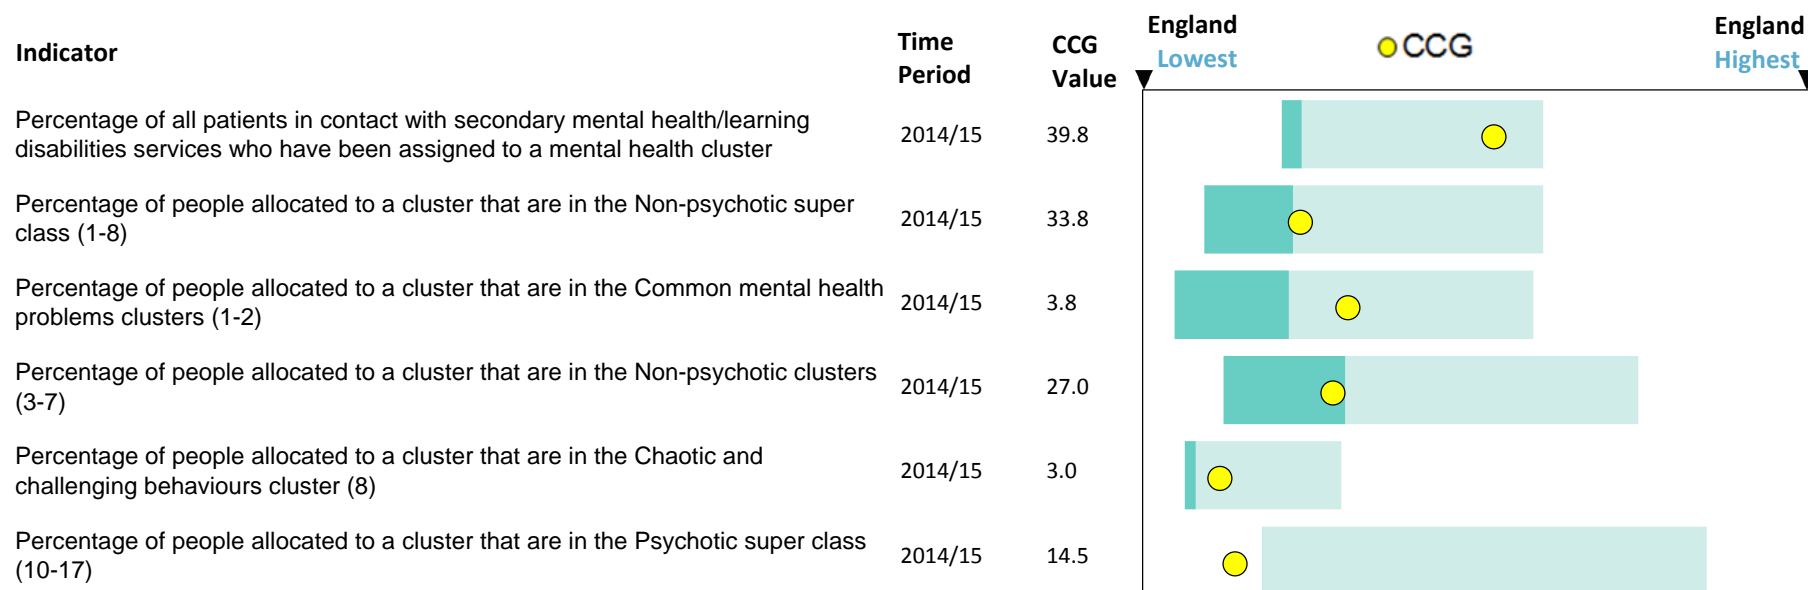 Indicator
Time
Period
CCG
Value
England
Lowest
CCG
England
Highest
Percentage of all patients in contact with secondary mental health/learning
disabilities services who have been assigned to a mental health cluster
2014/15
39.8
Percentage of people allocated to a cluster that are in the Non-psychotic super
class (1-8)
2014/15
33.8
Percentage of people allocated to a cluster that are in the Common mental health
problems clusters (1-2)
2014/15
3.8
Percentage of people allocated to a cluster that are in the Non-psychotic clusters
(3-7)
2014/15
27.0
Percentage of people allocated to a cluster that are in the Chaotic and
challenging behaviours cluster (8)
2014/15
3.0
Percentage of people allocated to a cluster that are in the Psychotic super class
(10-17)
2014/15
14.5